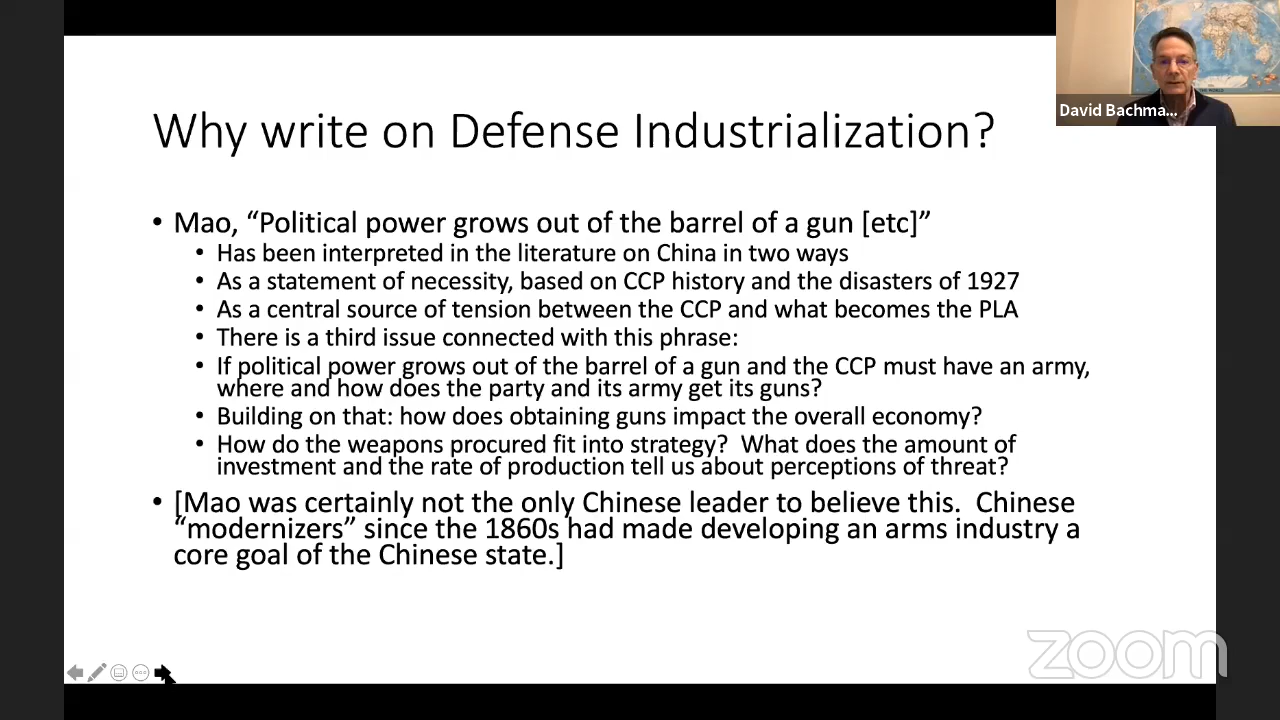 Why write on Defense Industrialization?
David Bachma...
• Mao, “Political power grows out of the barrel of a gun [etc]”
• Has been interpreted in the literature on China in two ways
• As a statement of necessity, based on CCP history and the disasters of 1927
• As a central source of tension between the CCP and what becomes the PLA
• There is a third issue connected with this phrase:
• If political power grows out of the barrel of a gun and the CCP must have an army,
where and how does the party and its army get its guns?
• Building on that: how does obtaining guns impact the overall economy?
• How do the weapons procured fit into strategy?  What does the amount of
investment and the rate of production tell us about perceptions of threat?
• [Mao was certainly not the only Chinese leader to believe this.  Chinese
“modernizers” since the 1860s had made developing an arms industry a
core goal of the Chinese state.]
zoom